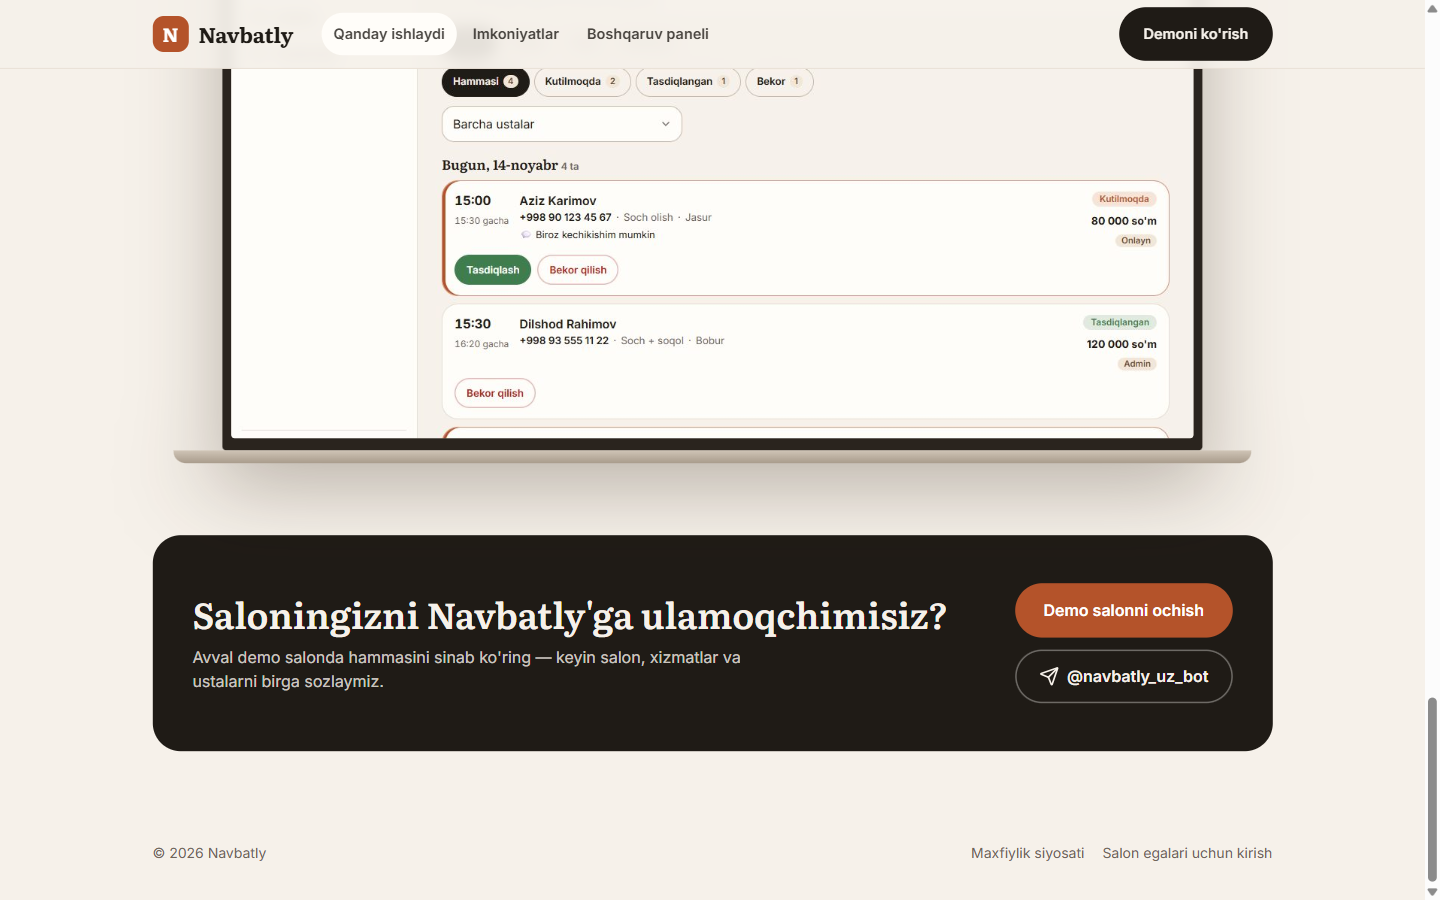 N Navbatly Qanday ishlaydi Imkoniyatlar Boshqaruv paneli Demoni ko'rish
Hammasi 4 Kutilmoqda 2 Tasdiqlangan 1 Bekor 1
Barcha ustalar
Bugun, 14-noyabr 4 ta
15:00 Aziz Karimov Kutilmoqda
15:30 gacha +998 90 123 45 67 · Soch olish · Jasur 80 000 so'm
Biroz kechikishim mumkin Onlayn
Tasdiqlash Bekor qilish
15:30 Dilshod Rahimov Tasdiqlangan
16:20 gacha +998 93 555 11 22 · Soch + soqol · Bobur 120 000 so'm
Admin
Bekor qilish
Saloningizni Navbatly'ga ulamoqchimisiz?
Avval demo salonda hammasini sinab ko'ring — keyin salon, xizmatlar va
ustalarni birga sozlaymiz.
Demo salonni ochish
@navbatly_uz_bot
© 2026 Navbatly Maxfiylik siyosati Salon egalari uchun kirish